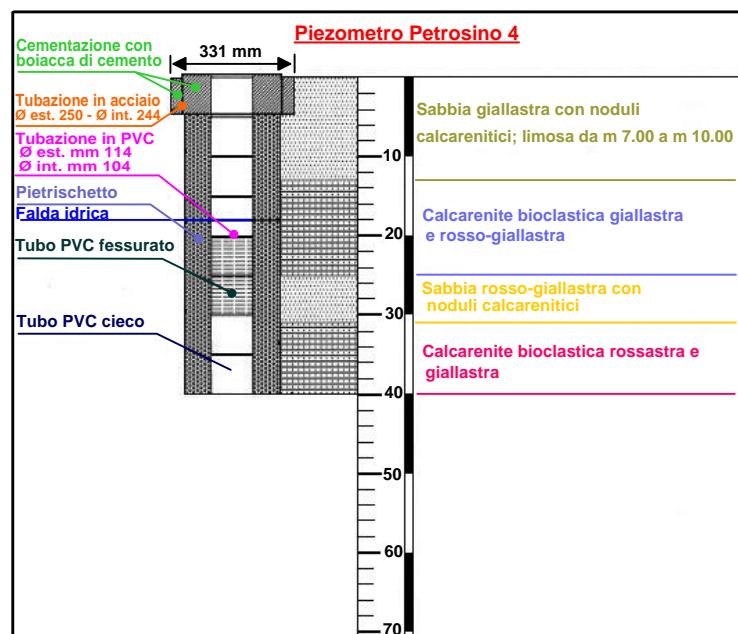 Piezometro Petrosino 4
Cementazione con
boiacca di cemento
331 mm
Tubazione in acciaio
Ø est. 250 - Ø int. 244
Tubazione in PVC
Ø est. mm 114
Ø int. mm 104
Pietrischetto
Falda idrica
Tubo PVC fessurato
Tubo PVC cieco
10
20
30
40
50
60
70
Sabbia giallastra con noduli
calcarenitici; limosa da m 7.00 a m 10.00
Calcarenite bioclastica giallastra
e rosso-giallastra
Sabbia rosso-giallastra con
noduli calcarenitici
Calcarenite bioclastica rossastra e
giallastra